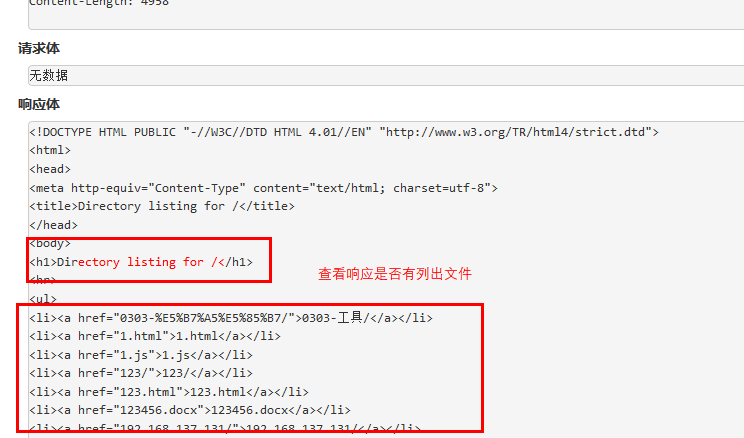 Content-Length: 4958
请求体
无数据
响应体
<!DOCTYPE HTML PUBLIC "-//W3C//DTD HTML 4.01//EN" "http://www.w3.org/TR/html4/strict.dtd">
<html>
<head>
<meta http-equiv="Content-Type" content="text/html; charset=utf-8">
<title>Directory listing for /</title>
</head>
<body>
<h1>Directory listing for /</h1>
查看响应是否有列出文件
<hr>
<ul>
<li><a href="0303-%E5%B7%A5%E5%85%B7/">0303-工具/</a></li>
<li><a href="1.html">1.html</a></li>
<li><a href="1.js">1.js</a></li>
<li><a href="123/">123/</a></li>
<li><a href="123.html">123.html</a></li>
<li><a href="123456.docx">123456.docx</a></li>
<li><a href="192.168.137.131/">192.168.137.131/</a></li>